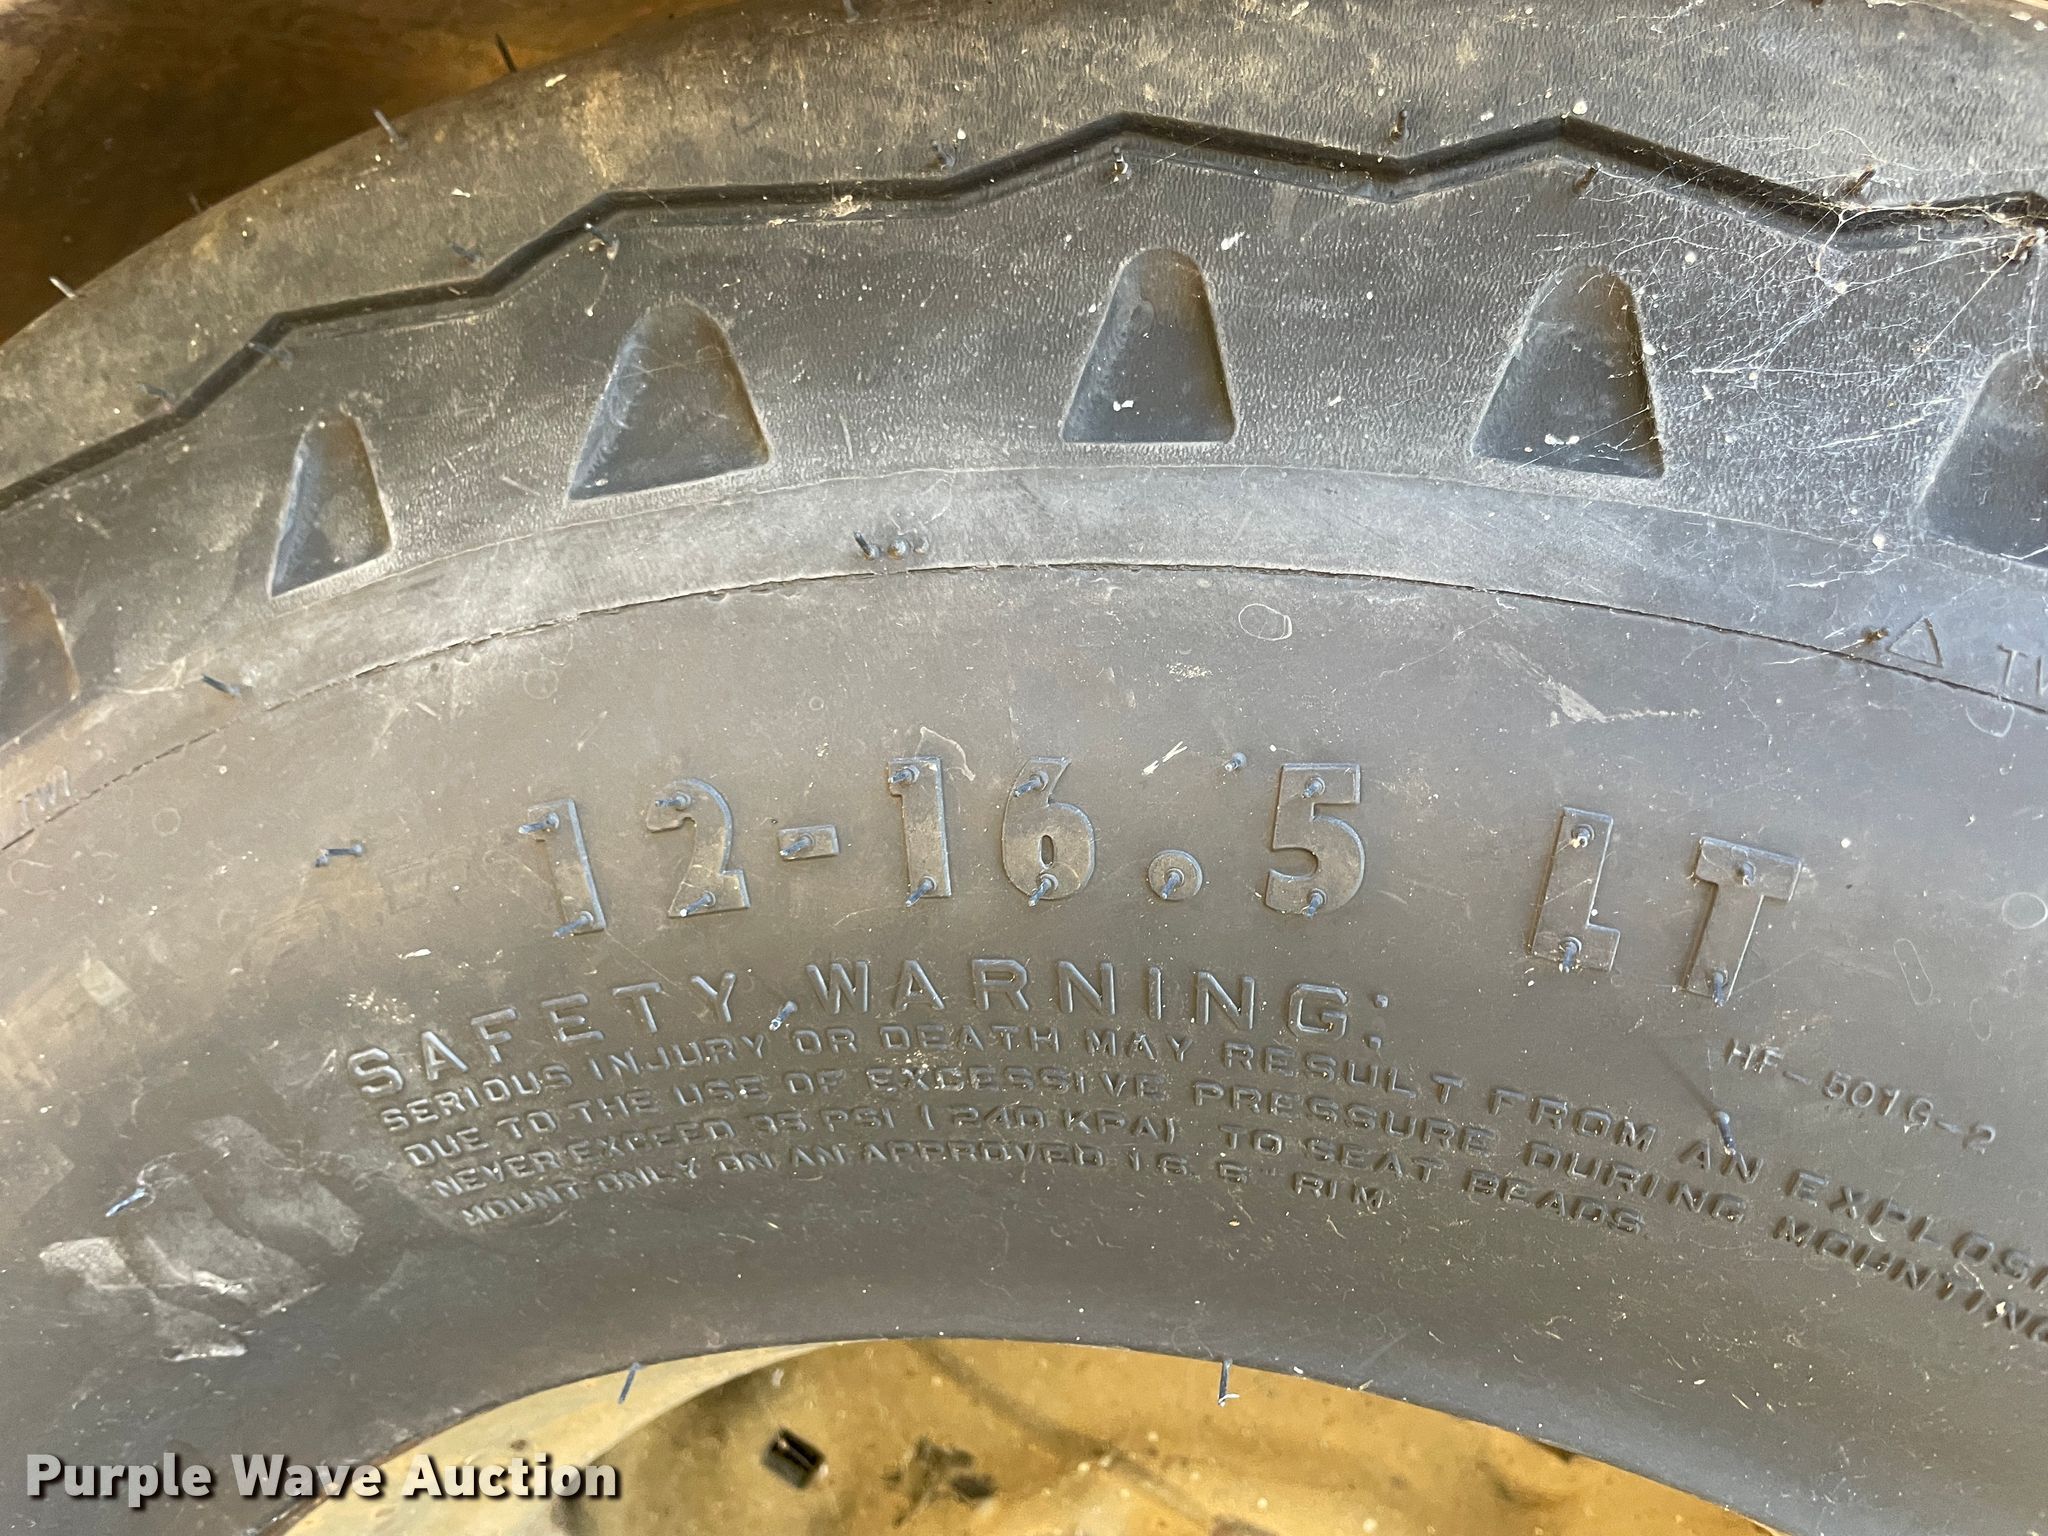 TWI
12-16.5 LT
SAFETY WARNING:
SERIOUS INJURY OR DEATH MAY RESULT FROM AN EXPLOSI
DUE TO THE USE OF EXCESSIVE PRESSURE DURING MOUNTING
NEVER EXCEED 35 PSI (240 KPA) TO SEAT BEADS.
MOUNT ONLY ON AN APPROVED 16.5" RIM
HF-501G-2
Purple Wave Auction